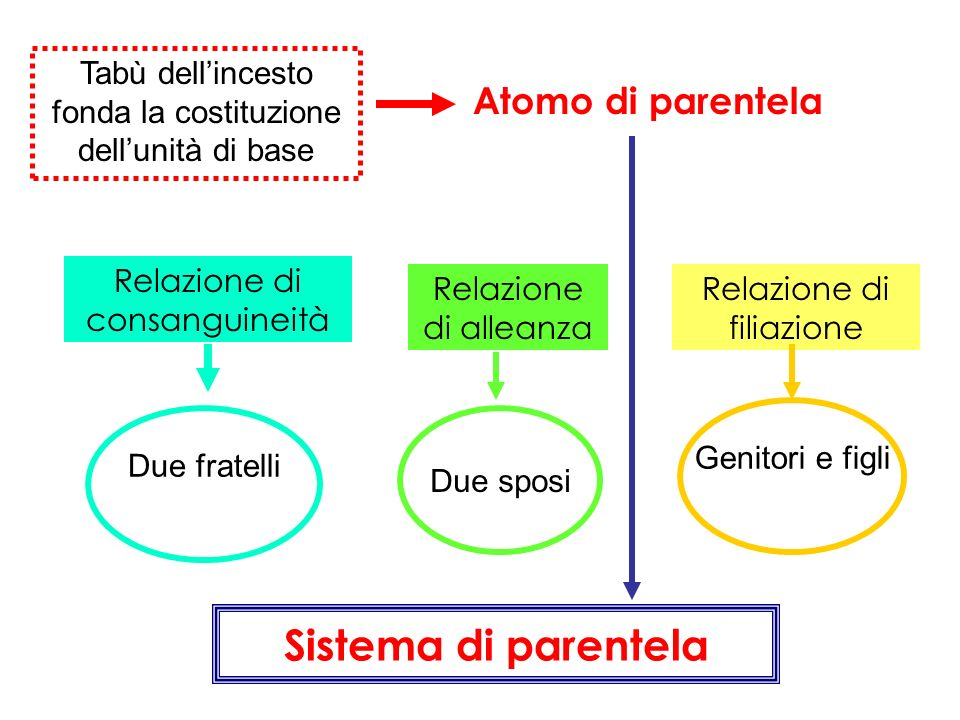 Tabù dell’incesto
fonda la costituzione
dell’unità di base
Atomo di parentela
Relazione di
consanguineità
Relazione
di alleanza
Relazione di
filiazione
Due fratelli
Due sposi
Genitori e figli
Sistema di parentela